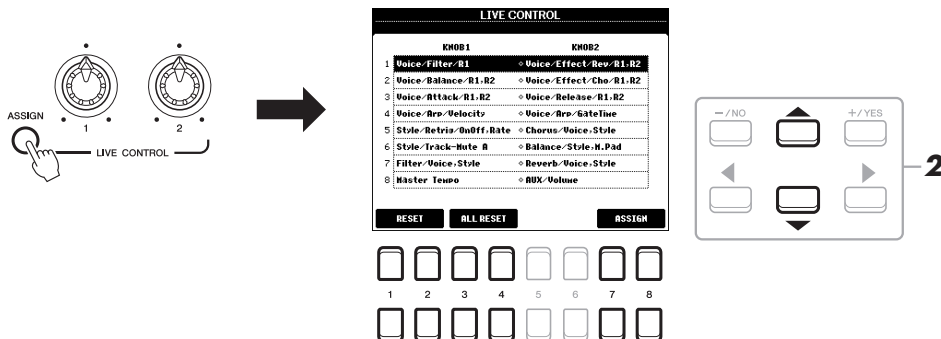 ASSIGN
1
2
LIVE CONTROL
LIVE CONTROL
KNOB1 KNOB2
1 Voice/Filter/R1 Voice/Effect/Rev/R1,R2
2 Voice/Balance/R1,R2 Voice/Effect/Cho/R1,R2
3 Voice/Attack/R1,R2 Voice/Release/R1,R2
4 Voice/Arp/Velocity Voice/Arp/GateTime
5 Style/Retrig/OnOff,Rate Chorus/Voice,Style
6 Style/Track-Mute A Balance/Style,M.Pad
7 Filter/Voice,Style Reverb/Voice,Style
8 Master Tempo AUX/Volume
RESET ALL RESET ASSIGN
1 2 3 4 5 6 7 8
–/NO +/YES
2